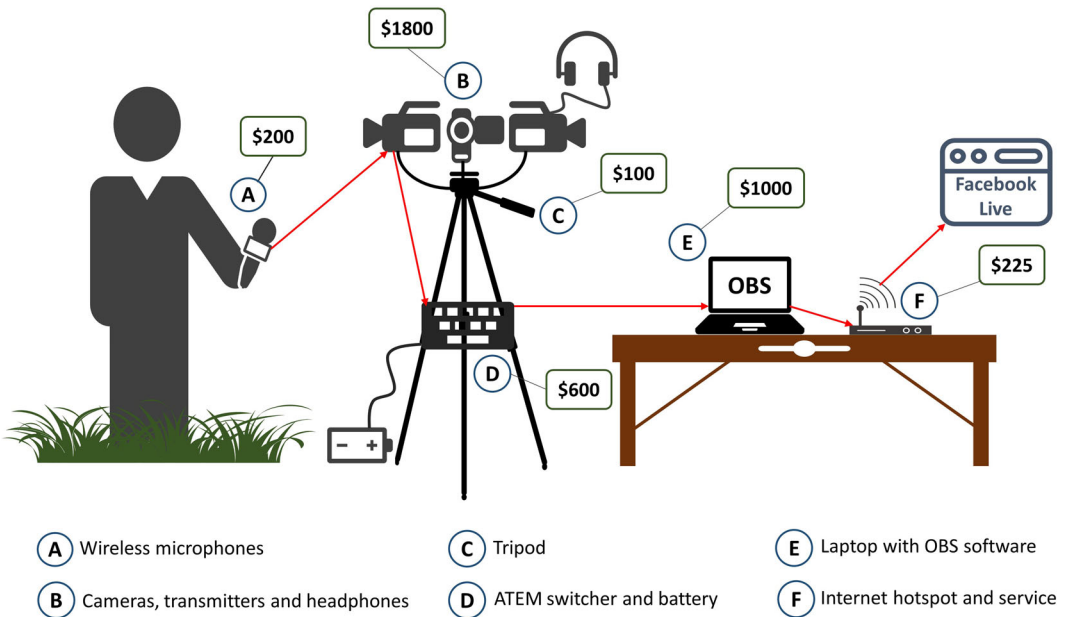 $1800
B
$200
A
$100
C
$1000
E
Facebook
Live
$225
F
OBS
D
$600
- +
A Wireless microphones
C Tripod
E Laptop with OBS software
B Cameras, transmitters and headphones
D ATEM switcher and battery
F Internet hotspot and service